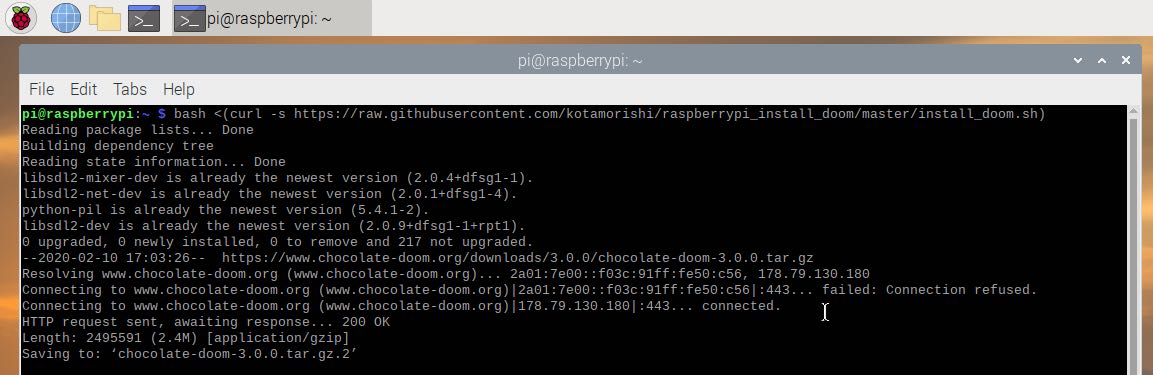 pi@raspberrypi: ~
pi@raspberrypi: ~
File Edit Tabs Help
pi@raspberrypi:~ $ bash <(curl -s https://raw.githubusercontent.com/kotamorishi/raspberrypi_install_doom/master/install_doom.sh)
Reading package lists... Done
Building dependency tree
Reading state information... Done
libsdl2-mixer-dev is already the newest version (2.0.4+dfsg1-1).
libsdl2-net-dev is already the newest version (2.0.1+dfsg1-4).
python-pil is already the newest version (5.4.1-2).
libsdl2-dev is already the newest version (2.0.9+dfsg1-1+rpt1).
0 upgraded, 0 newly installed, 0 to remove and 217 not upgraded.
--2020-02-10 17:03:26--  https://www.chocolate-doom.org/downloads/3.0.0/chocolate-doom-3.0.0.tar.gz
Resolving www.chocolate-doom.org (www.chocolate-doom.org)... 2a01:7e00::f03c:91ff:fe50:c56, 178.79.130.180
Connecting to www.chocolate-doom.org (www.chocolate-doom.org)|2a01:7e00::f03c:91ff:fe50:c56|:443... failed: Connection refused.
Connecting to www.chocolate-doom.org (www.chocolate-doom.org)|178.79.130.180|:443... connected.
HTTP request sent, awaiting response... 200 OK
Length: 2495591 (2.4M) [application/gzip]
Saving to: ‘chocolate-doom-3.0.0.tar.gz.2’